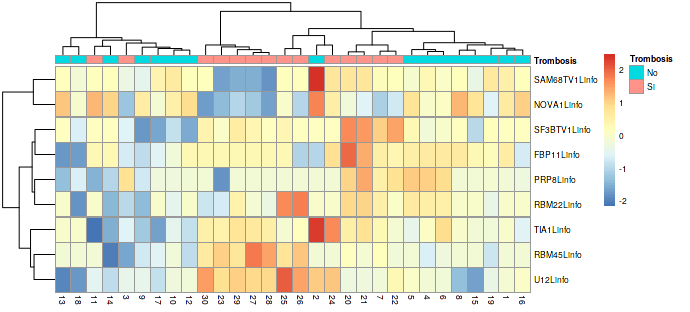 Trombosis
SAM68TV1Linfo
NOVA1Linfo
SF3BTV1Linfo
FBP11Linfo
PRP8Linfo
RBM22Linfo
TIA1Linfo
RBM45Linfo
U12Linfo
13 18 11 14 3 9 17 10 12 30 23 29 27 28 25 26 2 24 20 21 7 22 5 4 6 8 15 19 1 16
2
1
0
-1
-2
Trombosis
No
Si